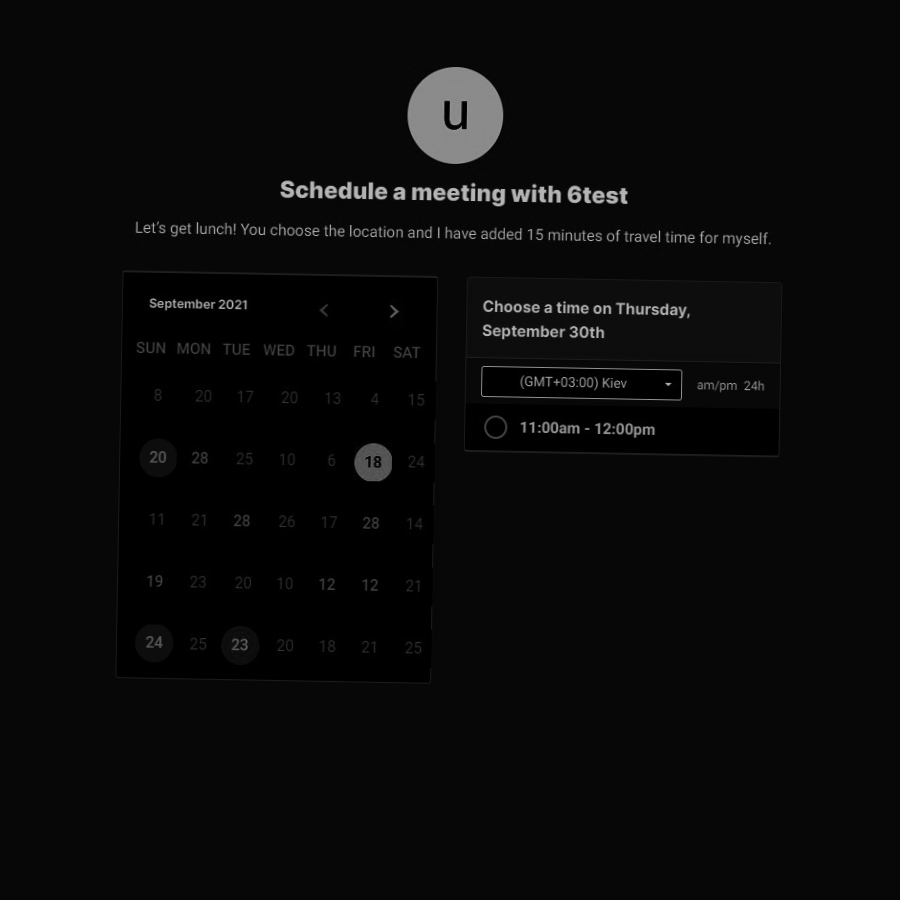 u
Schedule a meeting with 6test
Let's get lunch! You choose the location and I have added 15 minutes of travel time for myself.
September 2021
SUN MON TUE WED THU FRI SAT
8 20 17 20 13 4 15
20 28 25 10 6 18 24
11 21 28 26 17 28 14
19 23 20 10 12 12 21
24 25 23 20 18 21 25
Choose a time on Thursday,
September 30th
(GMT+03:00) Kiev am/pm 24h
11:00am - 12:00pm